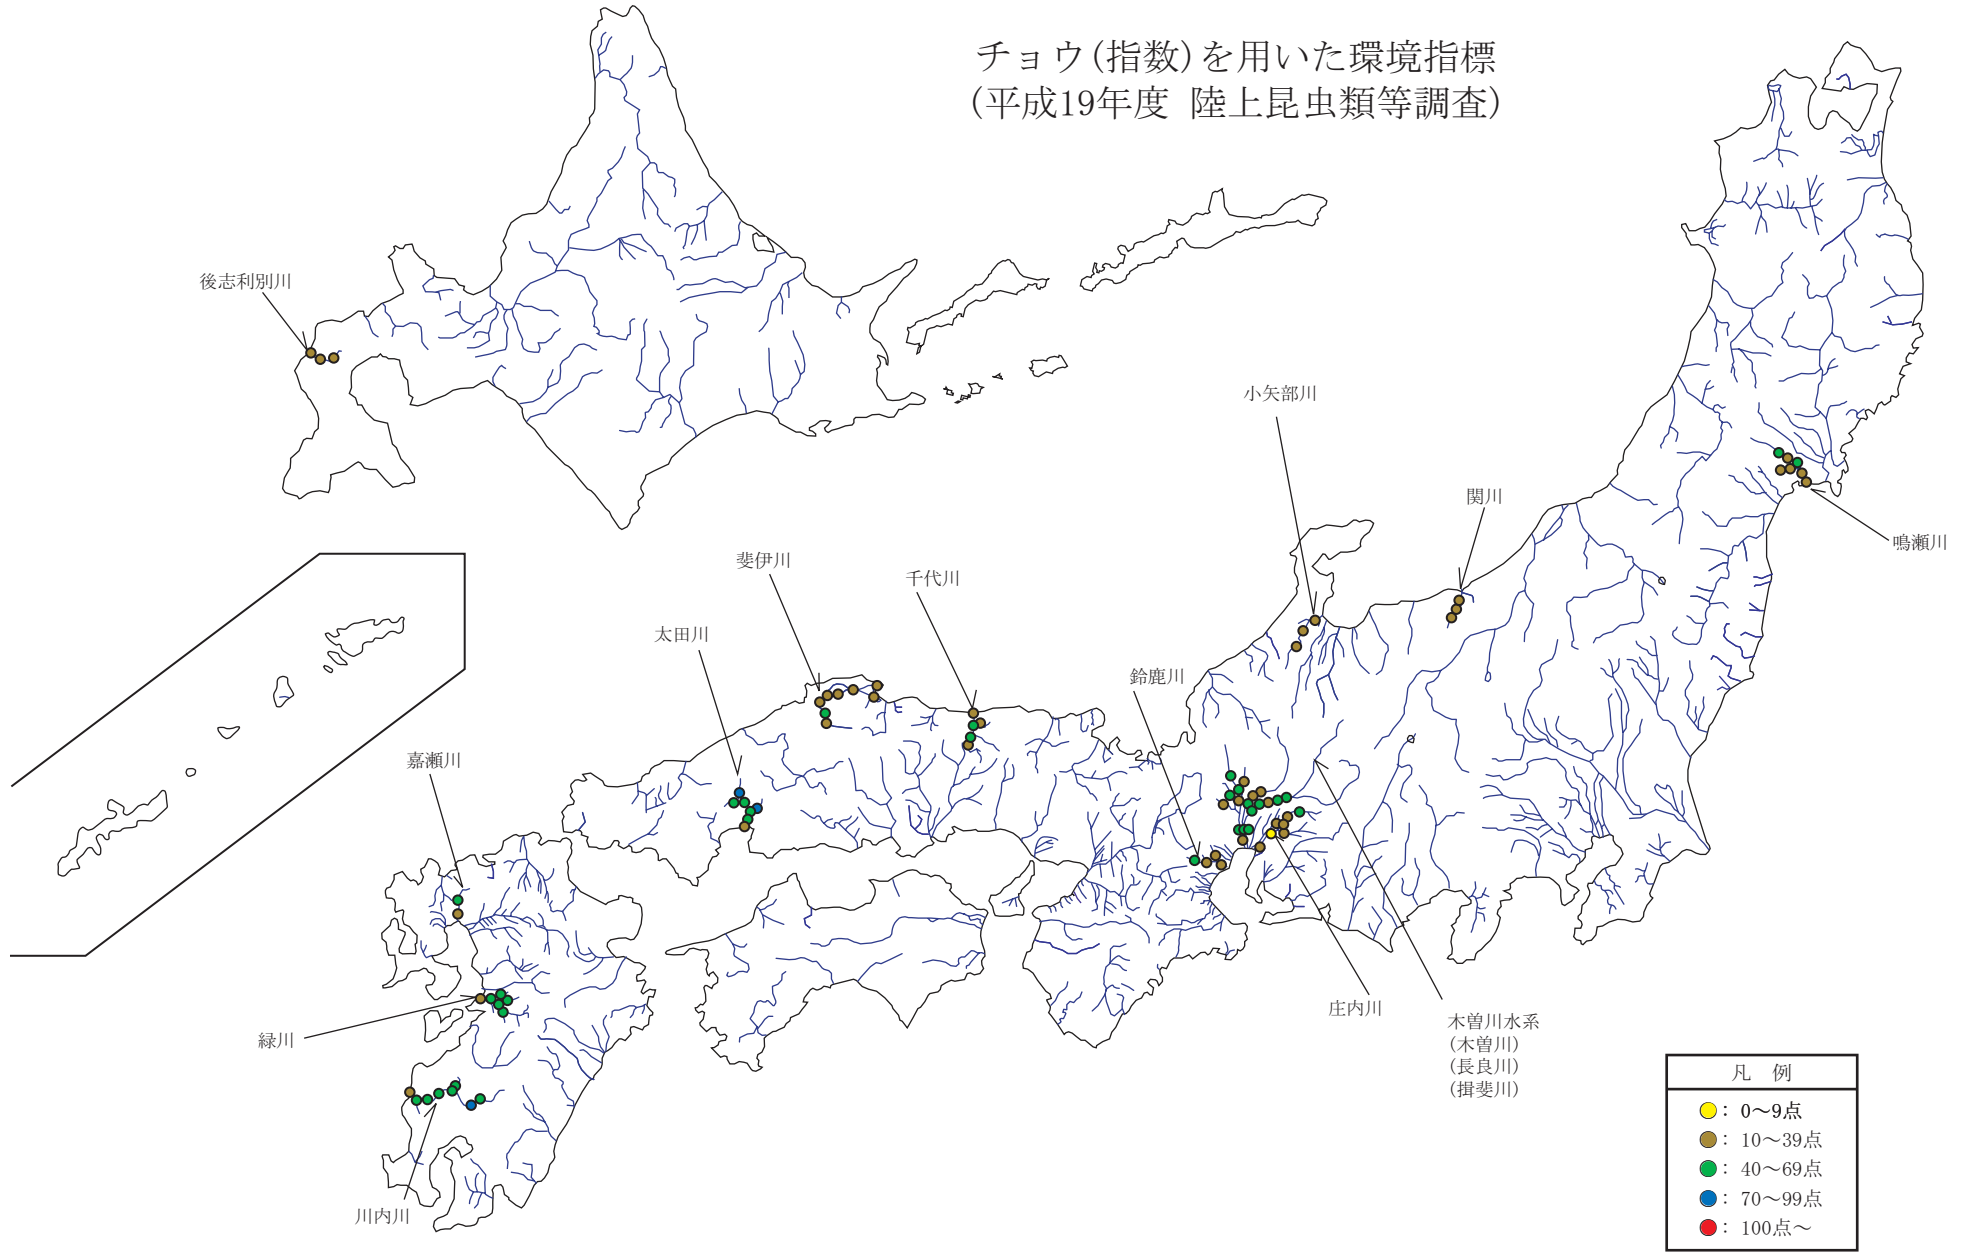 チョウ(指数)を用いた環境指標
(平成19年度 陸上昆虫類等調査)
後志利別川
小矢部川
関川
鳴瀬川
斐伊川
千代川
太田川
鈴鹿川
嘉瀬川
緑川
川内川
庄内川
木曽川水系
(木曽川)
(長良川)
(揖斐川)
凡 例
: 0～9点
: 10～39点
: 40～69点
: 70～99点
: 100点～